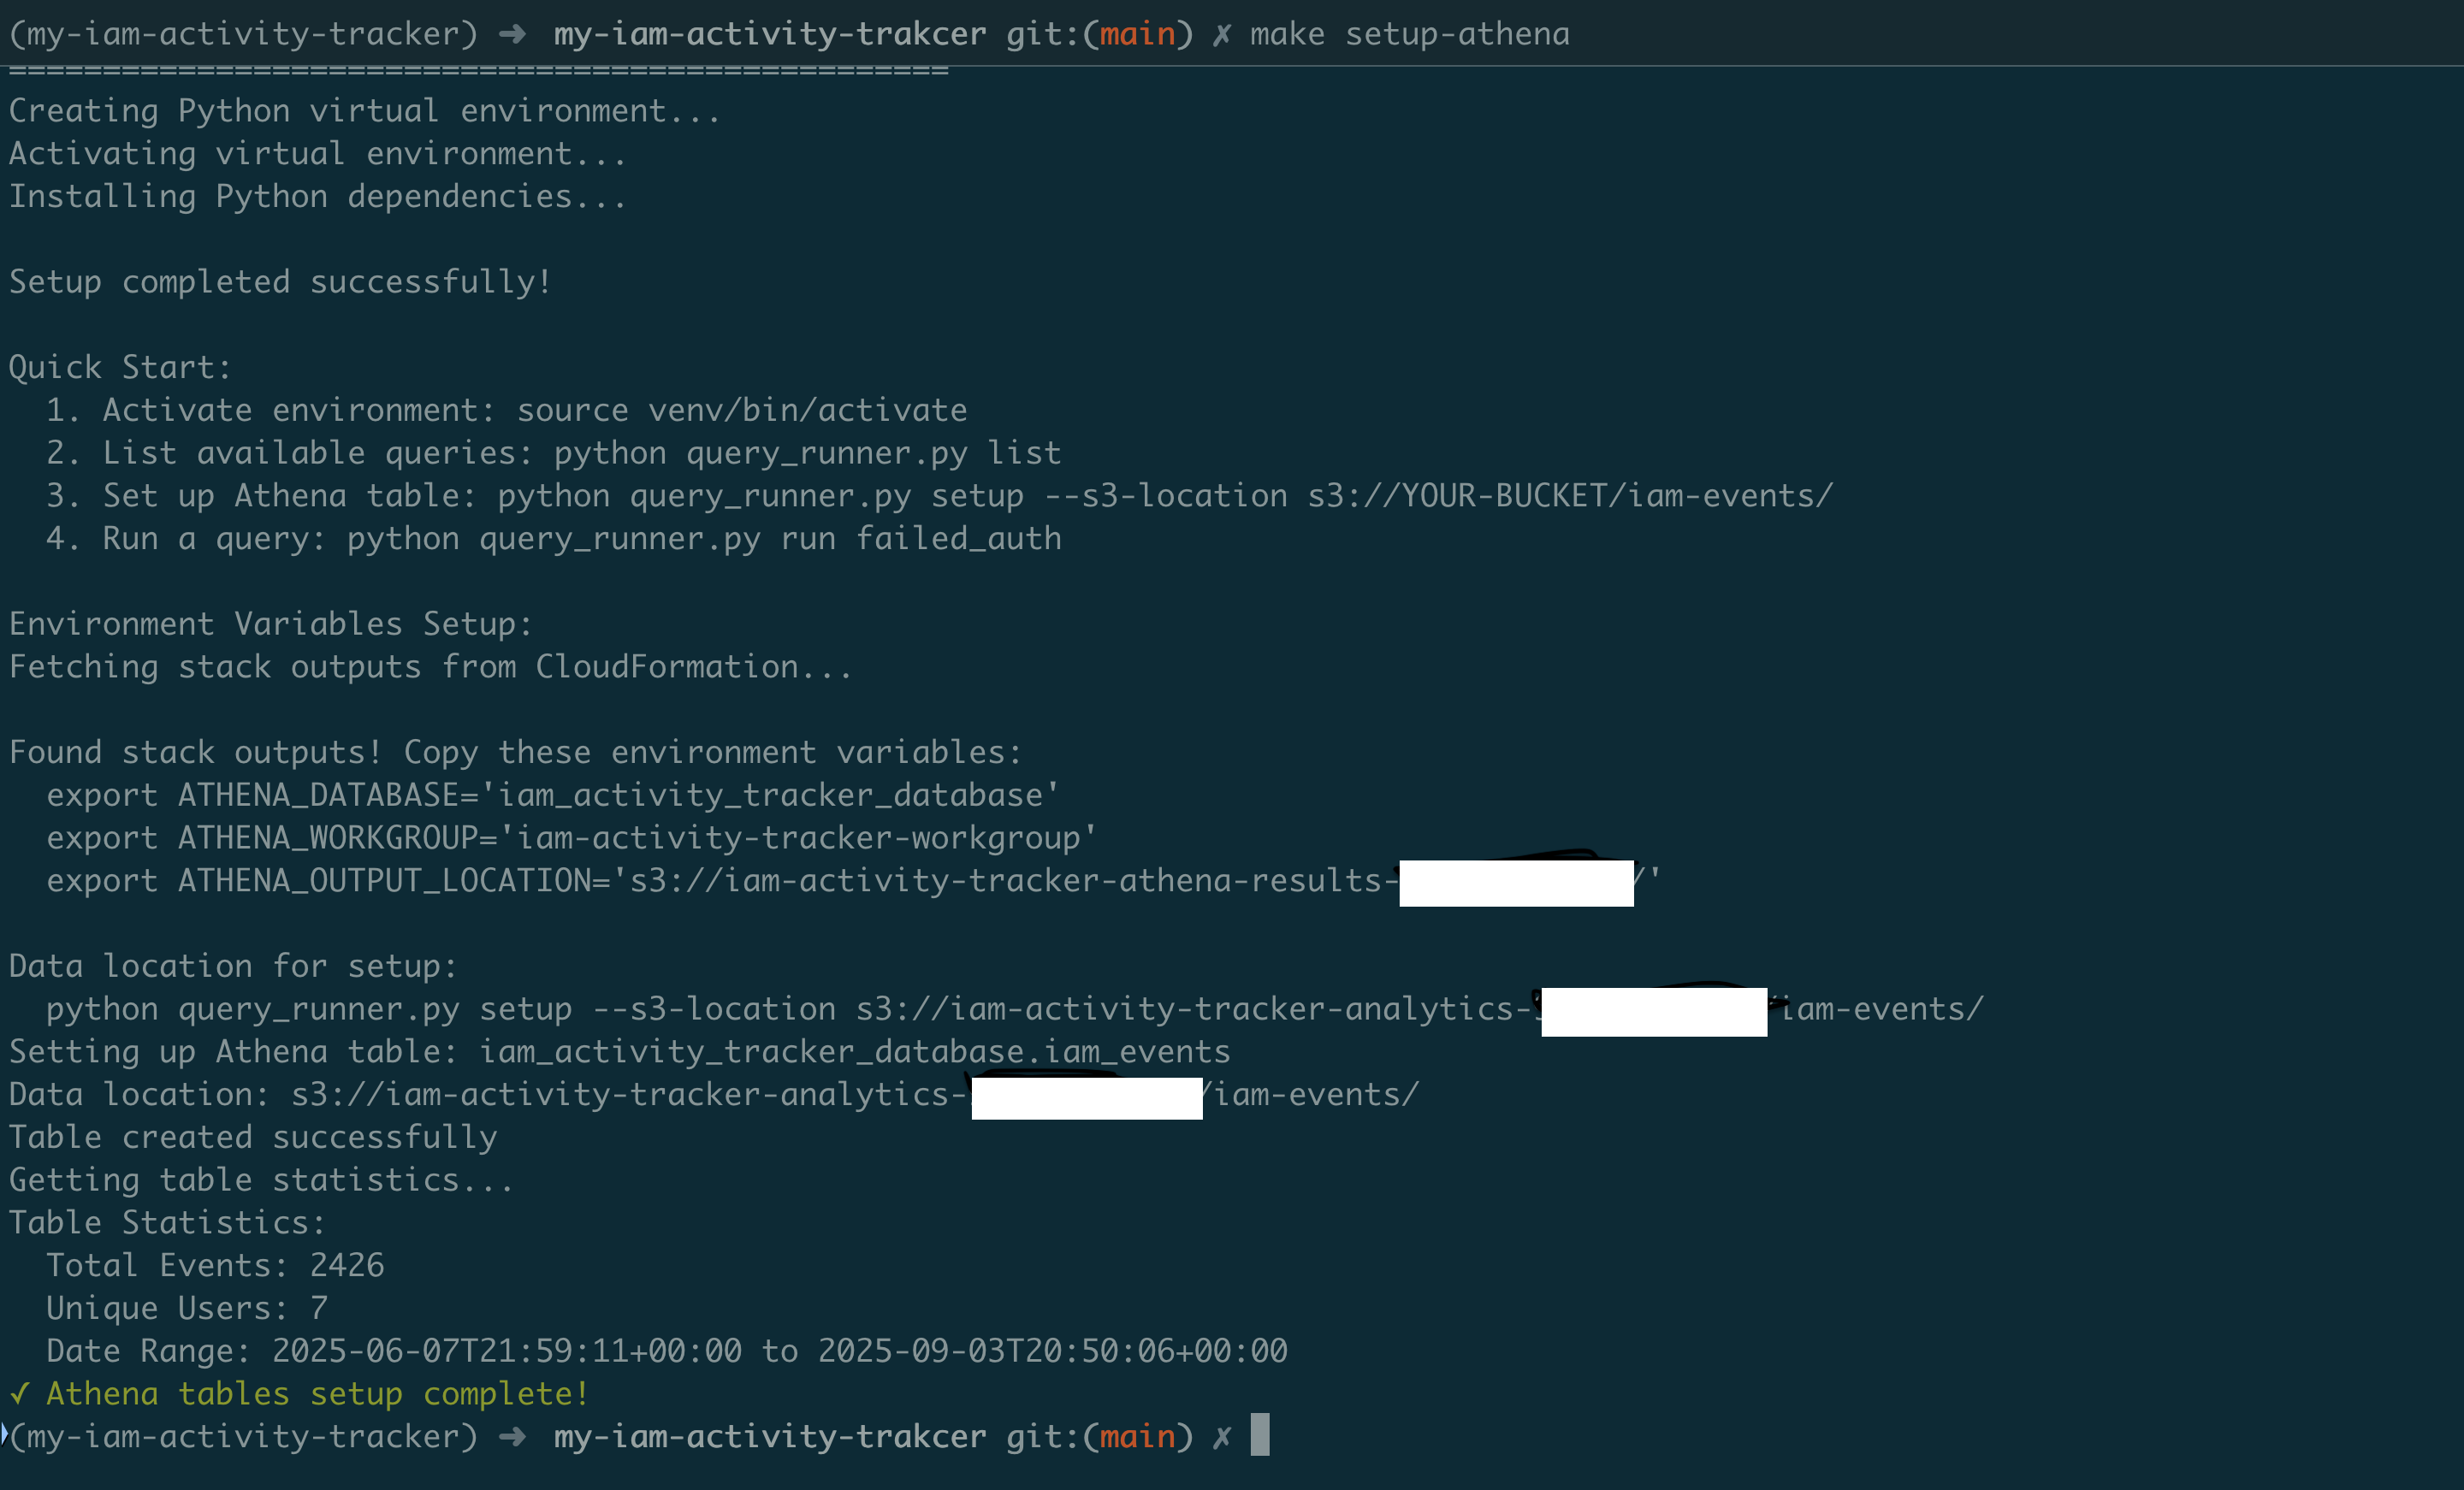 (my-iam-activity-tracker) ➜  my-iam-activity-trakcer git:(main) ✗ make setup-athena
==================================================
Creating Python virtual environment...
Activating virtual environment...
Installing Python dependencies...
Setup completed successfully!
Quick Start:
  1. Activate environment: source venv/bin/activate
  2. List available queries: python query_runner.py list
  3. Set up Athena table: python query_runner.py setup --s3-location s3://YOUR-BUCKET/iam-events/
  4. Run a query: python query_runner.py run failed_auth
Environment Variables Setup:
Fetching stack outputs from CloudFormation...
Found stack outputs! Copy these environment variables:
  export ATHENA_DATABASE='iam_activity_tracker_database'
  export ATHENA_WORKGROUP='iam-activity-tracker-workgroup'
  export ATHENA_OUTPUT_LOCATION='s3://iam-activity-tracker-athena-results-/'
Data location for setup:
  python query_runner.py setup --s3-location s3://iam-activity-tracker-analytics-/iam-events/
Setting up Athena table: iam_activity_tracker_database.iam_events
Data location: s3://iam-activity-tracker-analytics-/iam-events/
Table created successfully
Getting table statistics...
Table Statistics:
  Total Events: 2426
  Unique Users: 7
  Date Range: 2025-06-07T21:59:11+00:00 to 2025-09-03T20:50:06+00:00
✓ Athena tables setup complete!
(my-iam-activity-tracker) ➜  my-iam-activity-trakcer git:(main) ✗